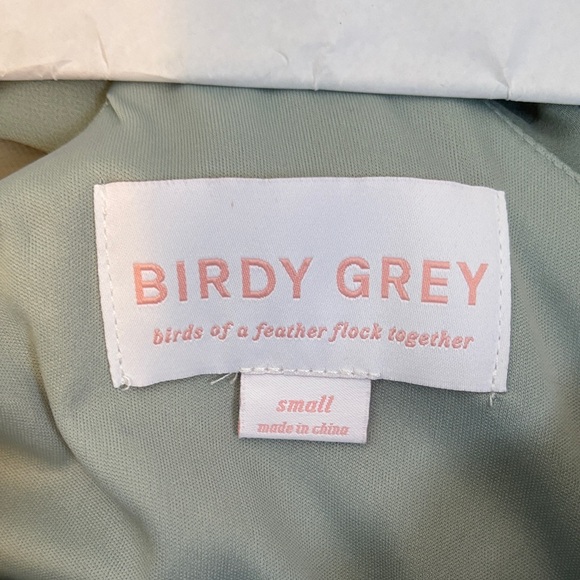 BIRDY GREY
birds of a feather flock together
small
made in china